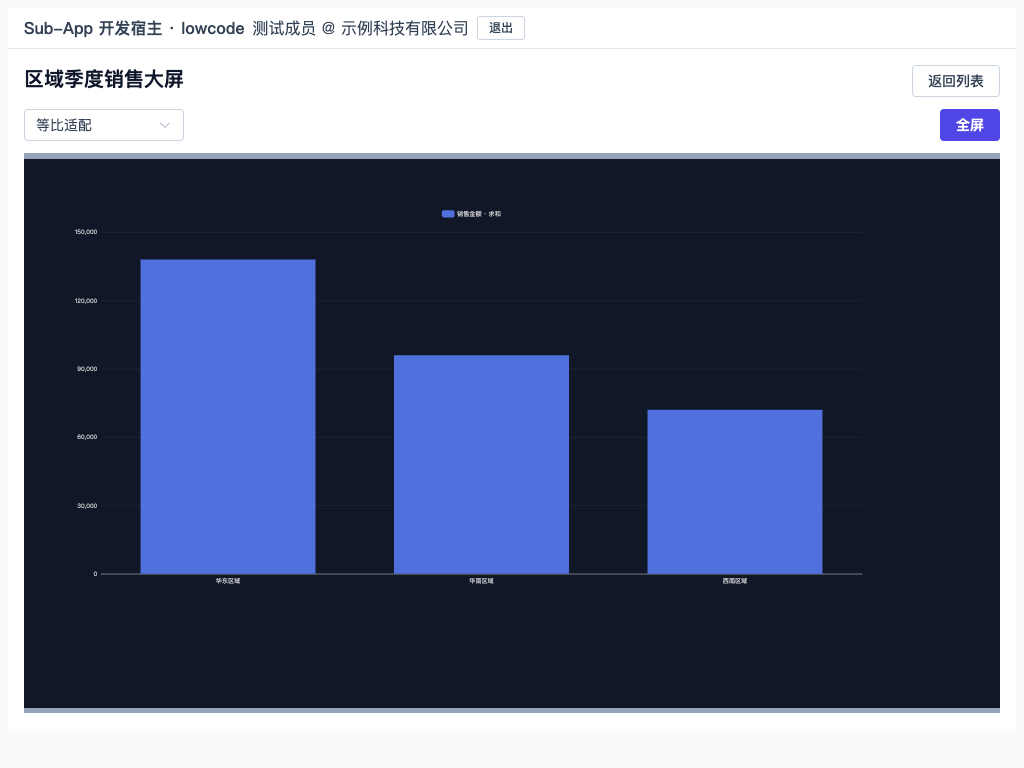 Sub-App 开发宿主 · lowcode 测试成员 @ 示例科技有限公司 退出
区域季度销售大屏 返回列表
等比适配 全屏
销售金额 · 求和
150,000
120,000
90,000
60,000
30,000
0
华东区域 华南区域 西南区域